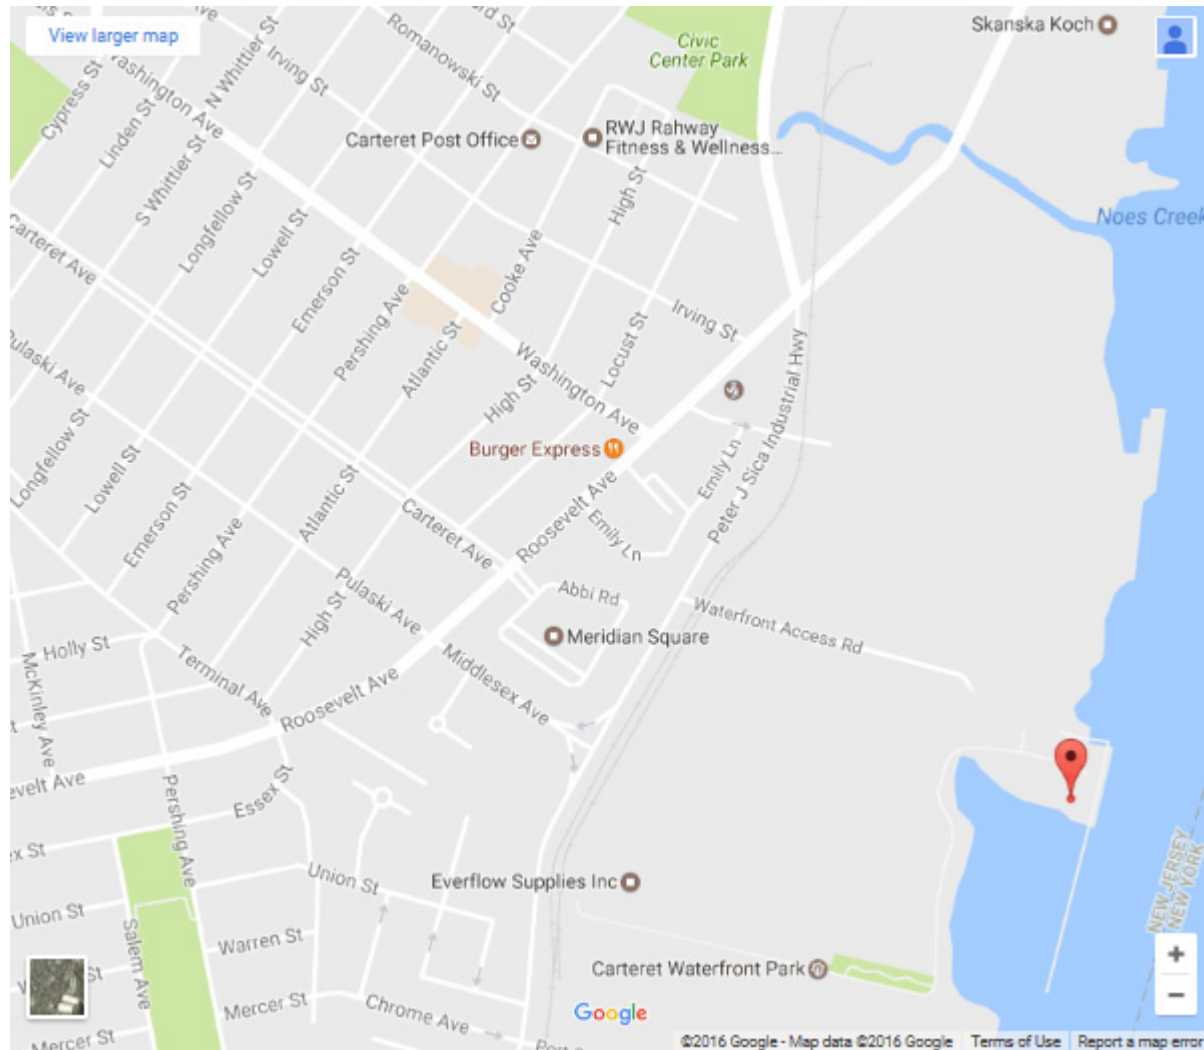 View larger map
Skanska Koch
Civic
Center Park
Romanowski St
Irving St
N Whittier St
Washington Ave
Cypress St
Linden St
Carteret Post Office
RWJ Rahway
Fitness & Wellness...
S Whittier St
High St
Noes Creek
Longfellow St
Lowell St
Carteret Ave
Emerson St
Cooke Ave
Pershing Ave
Irving St
Atlantic St
Locust St
Pulaski Ave
Washington Ave
High St
Peter J Sica Industrial Hwy
Burger Express
Longfellow St
Lowell St
Emily Ln
Atlantic St
Roosevelt Ave
Emerson St
Carteret Ave
Emily Ln
Pershing Ave
Abbi Rd
Pulaski Ave
High St
Waterfront Access Rd
Meridian Square
Holly St
McKinley Ave
Terminal Ave
Middlesex Ave
Roosevelt Ave
evelt Ave
Essex St
Pershing Ave
x St
Union St
Everflow Supplies Inc
NEW JERSEY
NEW YORK
Union St
Salem Ave
Warren St
St
Carteret Waterfront Park
Mercer St
Chrome Ave
Google
Mercer St
©2016 Google - Map data ©2016 Google
Terms of Use
Report a map error